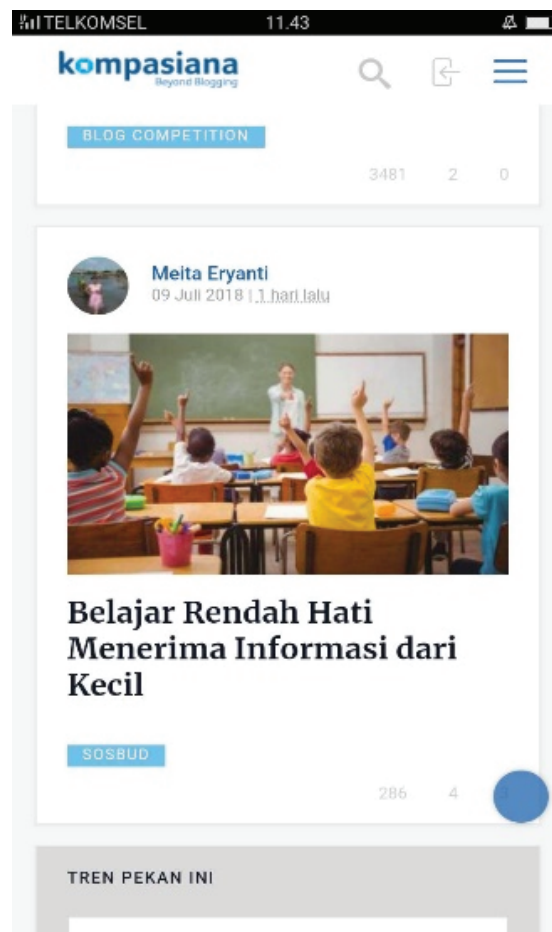 TELKOMSEL 11.43
kompasiana
Beyond Blogging
BLOG COMPETITION
3481 2 0
Meita Eryanti
09 Juli 2018 | 1 hari lalu
Belajar Rendah Hati
Menerima Informasi dari
Kecil
SOSBUD
286 4
TREN PEKAN INI